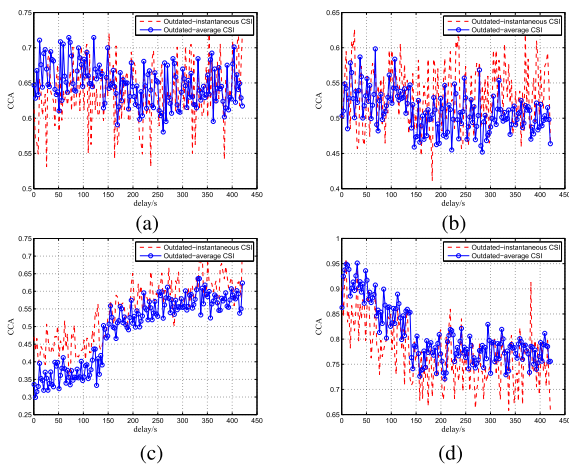 0.75
0.7
0.65
0.6
0.55
0.5
CCA
0 50 100 150 200 250 300 350 400 450
delay/s
Outdated−instantaneous CSI
Outdated−average CSI
(a)
0.65
0.6
0.55
0.5
0.45
0.4
CCA
0 50 100 150 200 250 300 350 400 450
delay/s
Outdated−instantaneous CSI
Outdated−average CSI
(b)
0.75
0.7
0.65
0.6
0.55
0.5
0.45
0.4
0.35
0.3
0.25
CCA
0 50 100 150 200 250 300 350 400 450
delay/s
Outdated−instantaneous CSI
Outdated−average CSI
(c)
1
0.95
0.9
0.85
0.8
0.75
0.7
0.65
CCA
0 50 100 150 200 250 300 350 400 450
delay/s
Outdated−instantaneous CSI
Outdated−average CSI
(d)